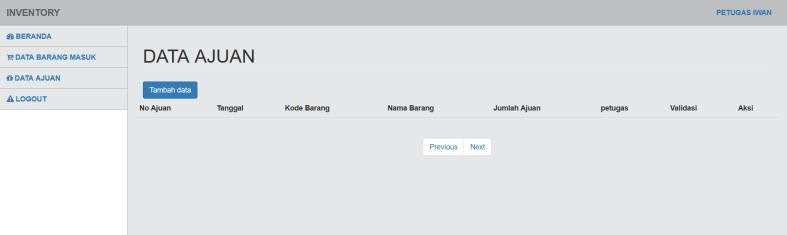 INVENTORY
PETUGAS IWAN
BERANDA
DATA BARANG MASUK
DATA AJUAN
LOGOUT
DATA AJUAN
Tambah data
No Ajuan Tanggal Kode Barang Nama Barang Jumlah Ajuan petugas Validasi Aksi
Previous Next